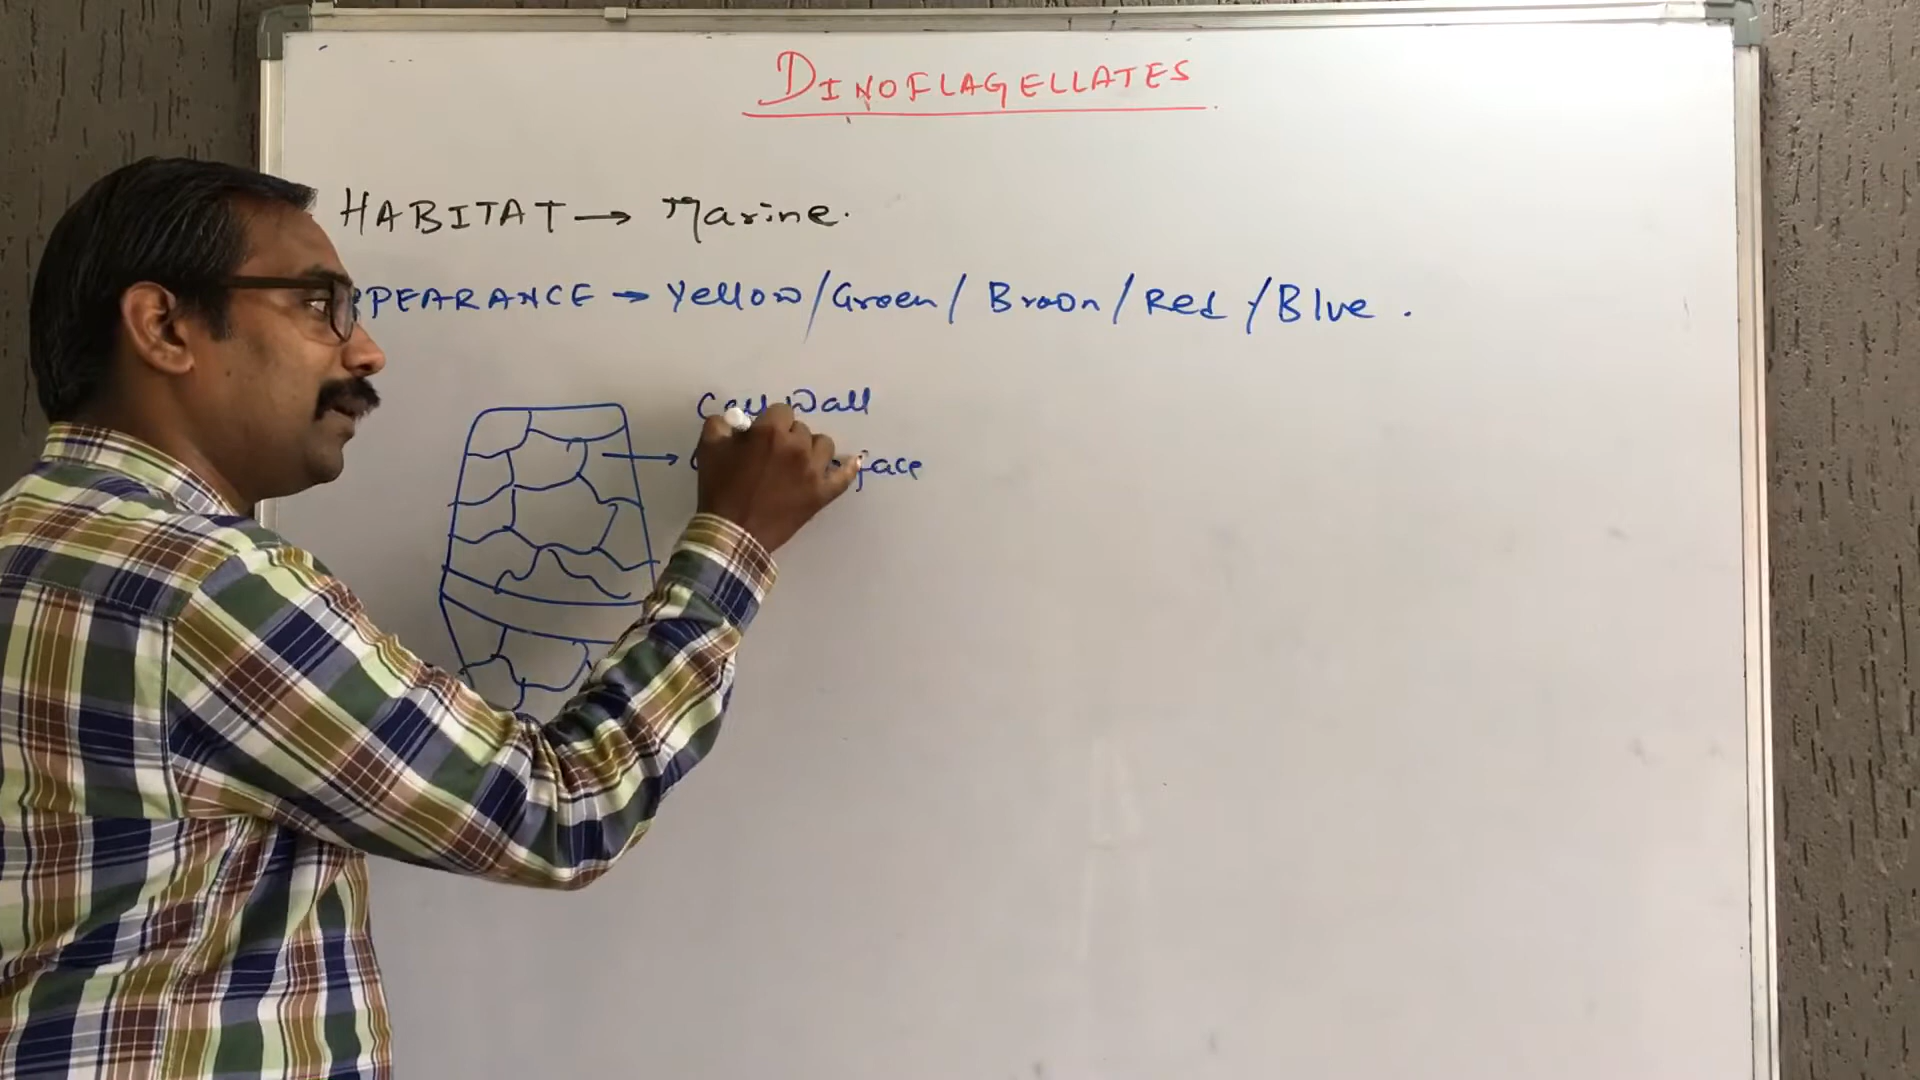 DINOFLAGELLATES
HABITAT → Marine.
PPEARANCE → Yellow/Green/ Brown/Red/Blue.
Cell Wall
face